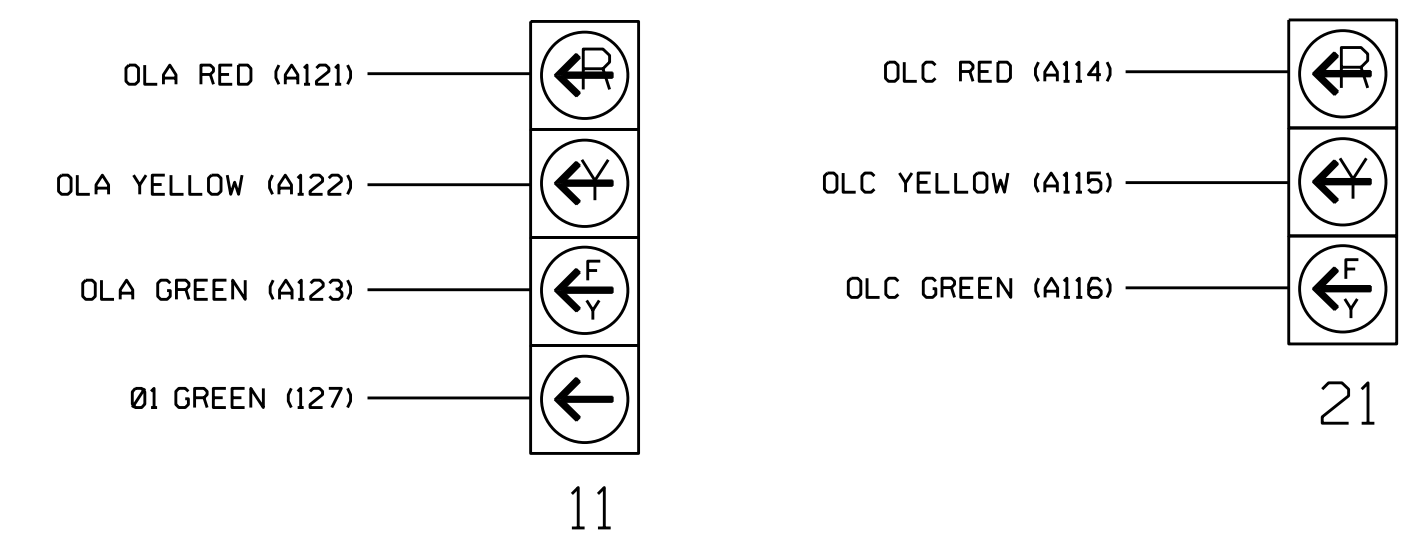 OLA RED (A121)
R
OLA YELLOW (A122)
Y
OLA GREEN (A123)
F
Y
Ø1 GREEN (127)
11
OLC RED (A114)
R
OLC YELLOW (A115)
Y
OLC GREEN (A116)
F
Y
21